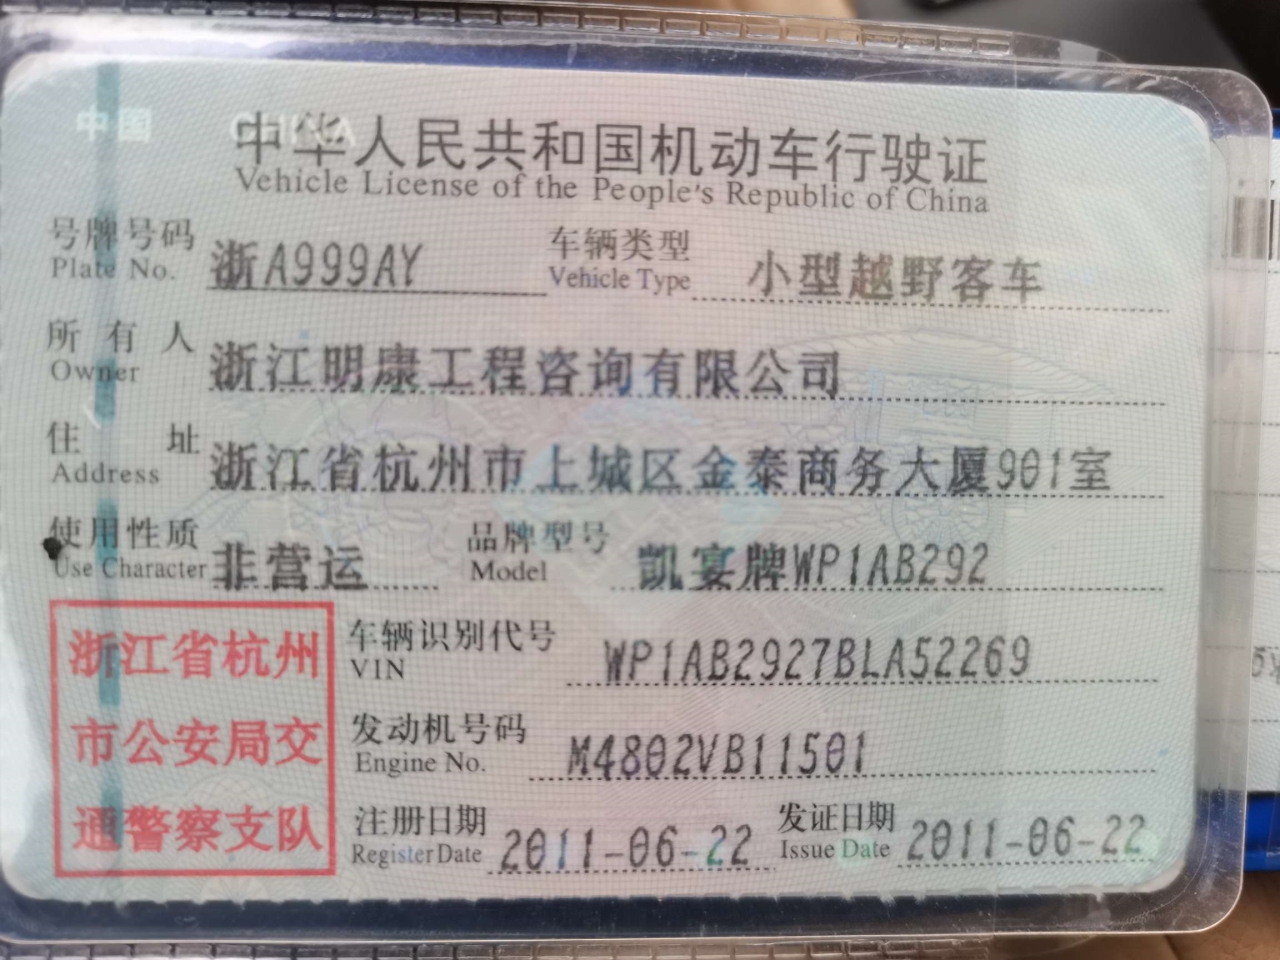 中国 CHINA
中华人民共和国机动车行驶证
Vehicle License of the People's Republic of China
号牌号码 浙A999AY 车辆类型 小型越野客车
Plate No. Vehicle Type
所有人 浙江明康工程咨询有限公司
Owner
住址 浙江省杭州市上城区金泰商务大厦901室
Address
使用性质 非营运 品牌型号 凯宴牌WP1AB292
Use Character Model
浙江省杭州
市公安局交
通警察支队
车辆识别代号 WP1AB2927BLA52269
VIN
发动机号码 M4802VB11501
Engine No.
注册日期 2011-06-22 发证日期 2011-06-22
Register Date Issue Date